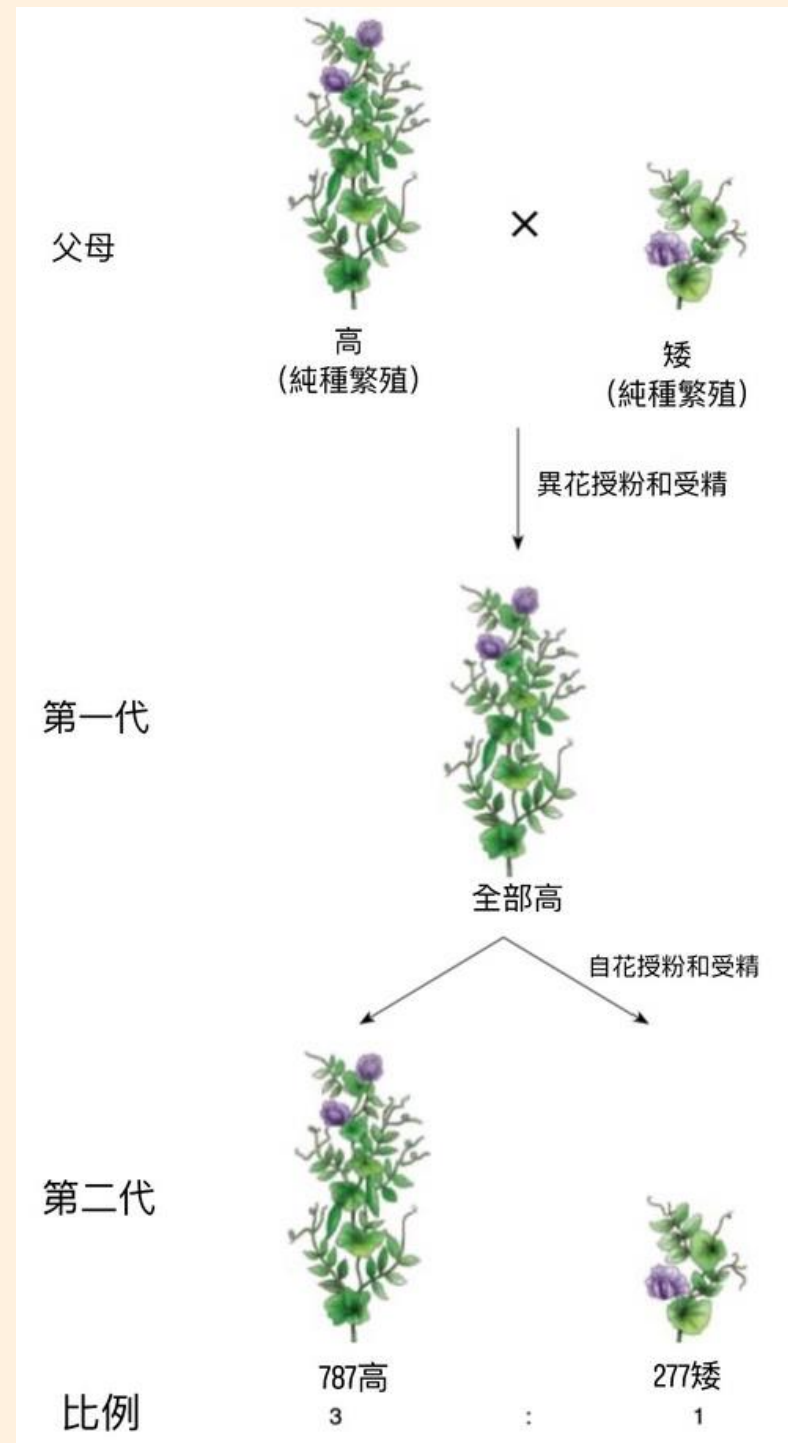 父母
×
高
(純種繁殖)
矮
(純種繁殖)
異花授粉和受精
第一代
全部高
自花授粉和受精
第二代
787高
277矮
比例
3 : 1